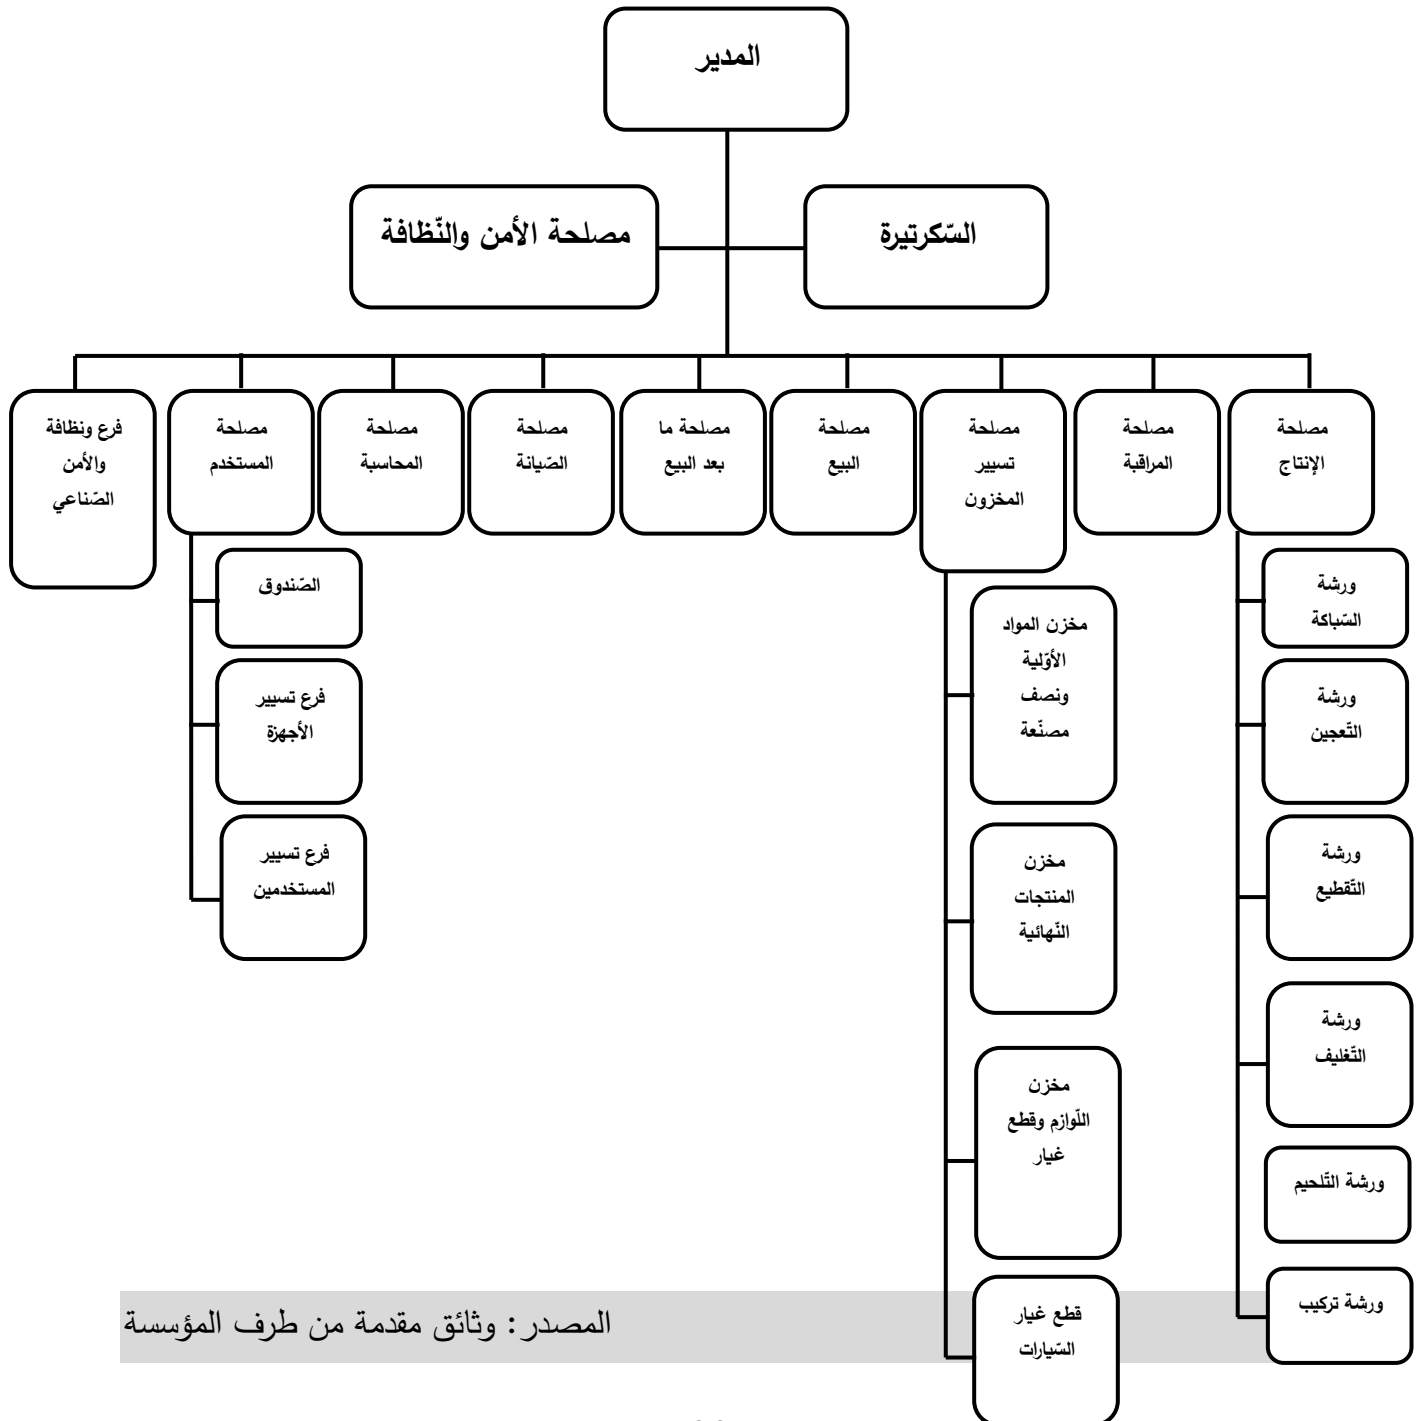 المدير
السّكرتيرة
مصلحة الأمن والنّظافة
مصلحة
الإنتاج
مصلحة
المراقبة
مصلحة
تسيير
المخزون
مصلحة
البيع
مصلحة ما
بعد البيع
مصلحة
الصّيانة
مصلحة
المحاسبة
مصلحة
المستخدم
فرع ونظافة
والأمن
الصّناعي
ورشة
السّباكة
ورشة
التّعجين
ورشة
التّقطيع
ورشة
التّغليف
ورشة التّلحيم
ورشة تركيب
مخزن المواد
الأوّلية
ونصف
مصنّعة
مخزن
المنتجات
النّهائية
مخزن
اللّوازم وقطع
غيار
قطع غيار
السّيارات
الصّندوق
فرع تسيير
الأجهزة
فرع تسيير
المستخدمين
المصدر: وثائق مقدمة من طرف المؤسسة